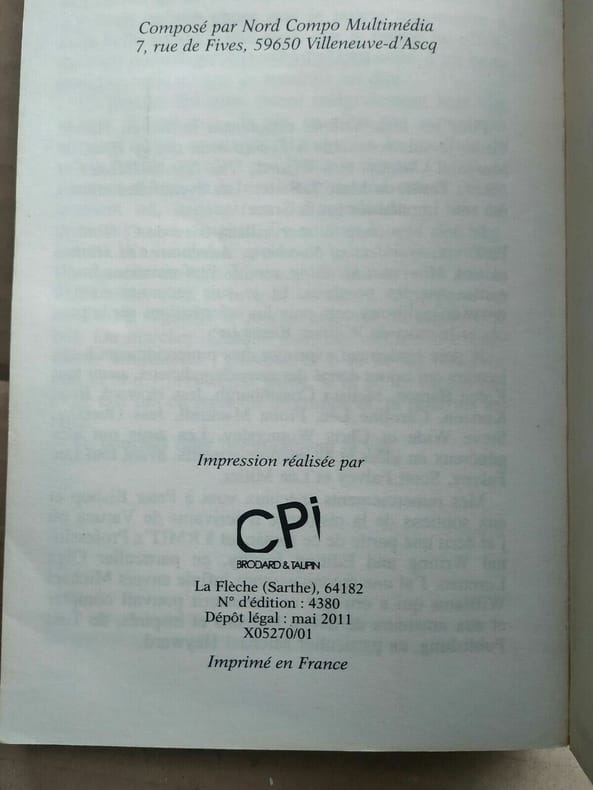 Composé par Nord Compo Multimédia
7, rue de Fives, 59650 Villeneuve-d'Ascq
Impression réalisée par
CPi
BRODARD & TAUPIN
La Flèche (Sarthe), 64182
N° d'édition : 4380
Dépôt légal : mai 2011
X05270/01
Imprimé en France